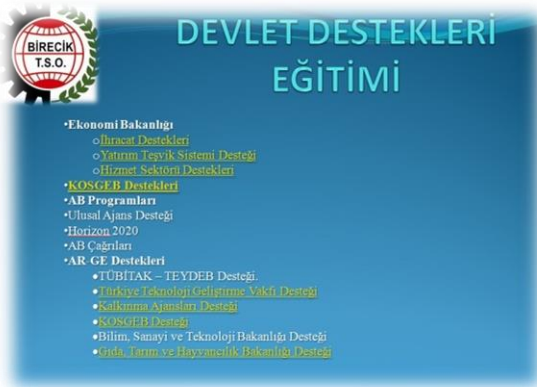 BİRECİK
T.S.O.
DEVLET DESTEKLERİ
EĞİTİMİ
•Ekonomi Bakanlığı
oİhracat Destekleri
oYatırım Teşvik Sistemi Desteği
oHizmet Sektörü Destekleri
•KOSGEB Destekleri
•AB Programları
•Ulusal Ajans Desteği
•Horizon 2020
•AB Çağrıları
•AR-GE Destekleri
•TÜBİTAK – TEYDEB Desteği.
•Türkiye Teknoloji Geliştirme Vakfı Desteği
•Kalkınma Ajansları Desteği
•KOSGEB Desteği
•Bilim, Sanayi ve Teknoloji Bakanlığı Desteği
•Gıda, Tarım ve Hayvancılık Bakanlığı Desteği